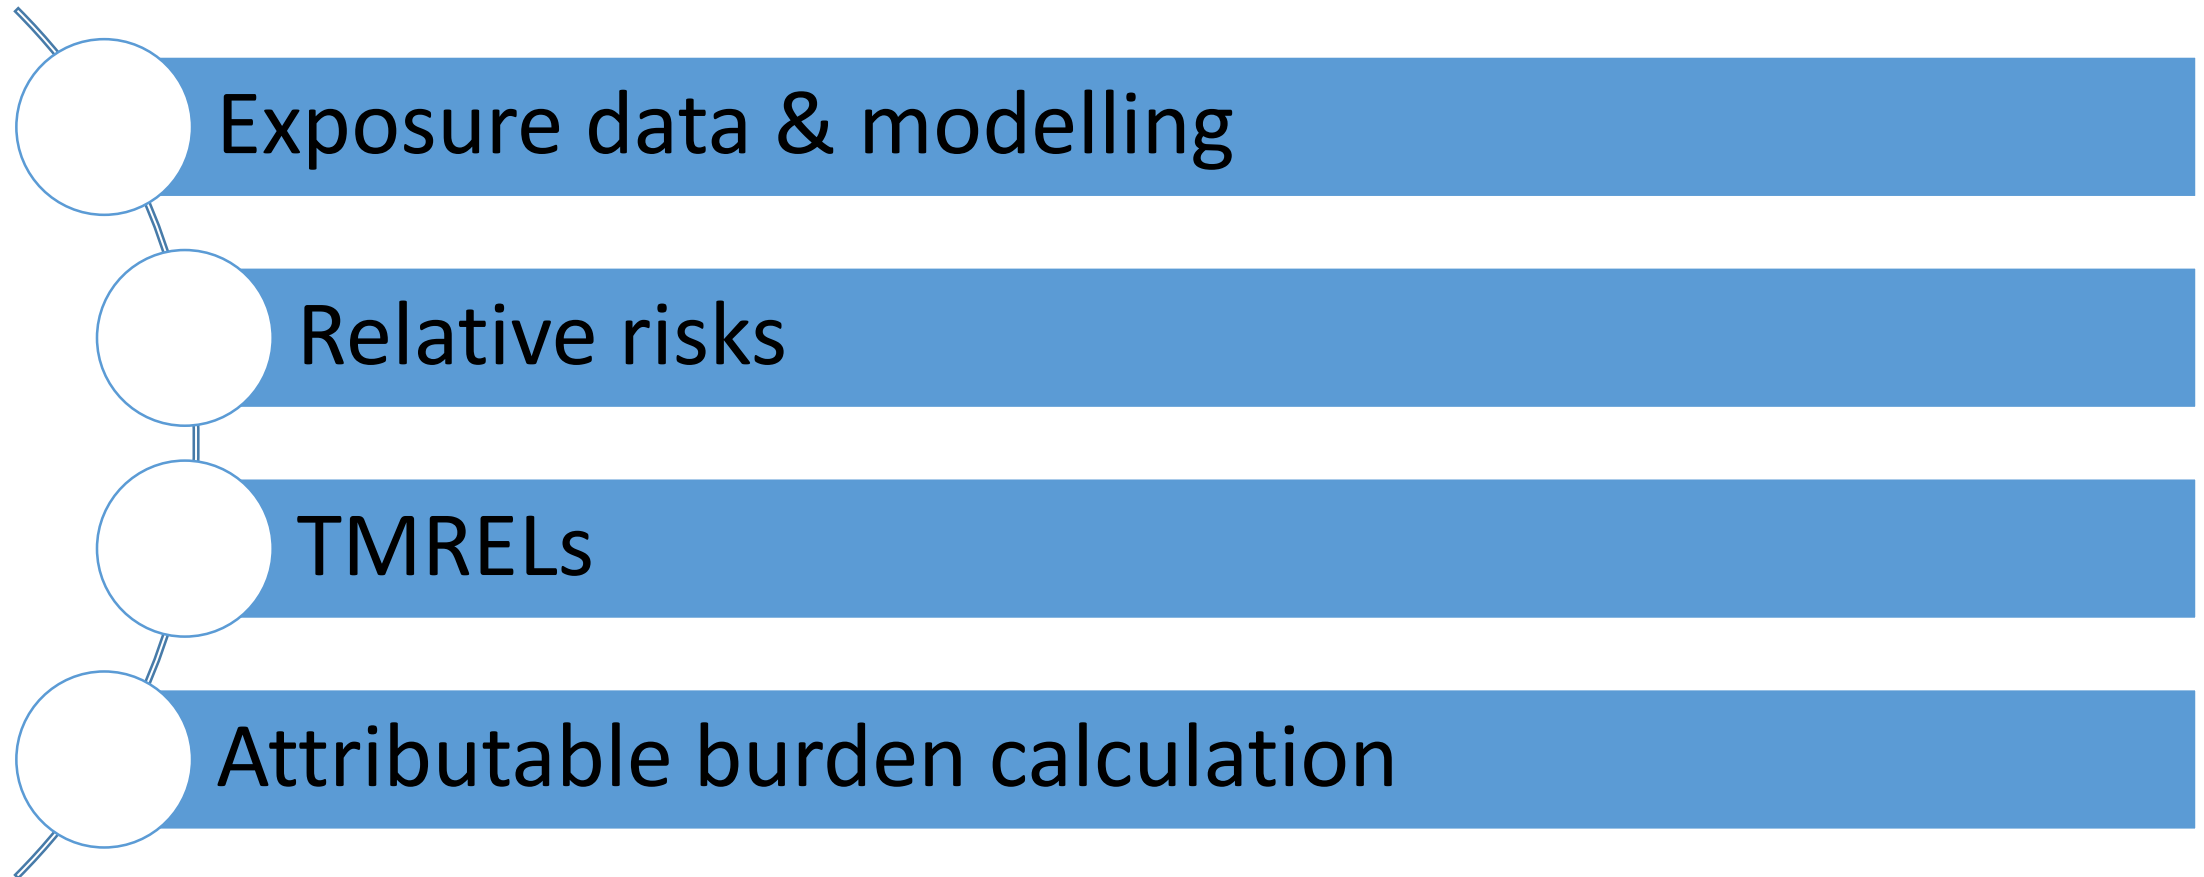 Exposure data & modelling
Relative risks
TMRELs
Attributable burden calculation